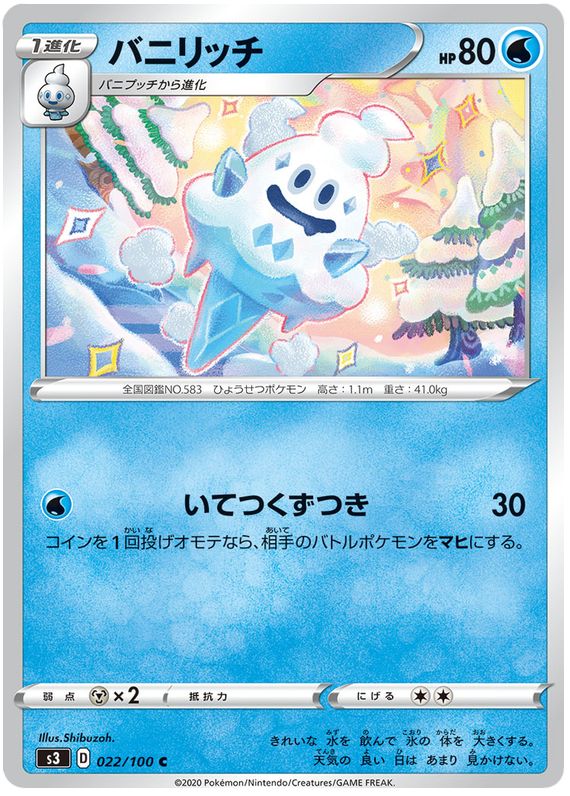 1進化 バニリッチ HP80
バニプッチから進化
全国図鑑NO.583 ひょうせつポケモン 高さ:1.1m 重さ:41.0kg
いてつくずつき 30
コインを1回投げオモテなら、相手のバトルポケモンをマヒにする。
弱点 ×2 抵抗力 にげる
Illus.Shibuzoh.
きれいな 水を 飲んで 氷の 体を 大きくする。
天気の 良い 日は あまり 見かけない。
s3 D 022/100 C
©2020 Pokémon/Nintendo/Creatures/GAME FREAK.